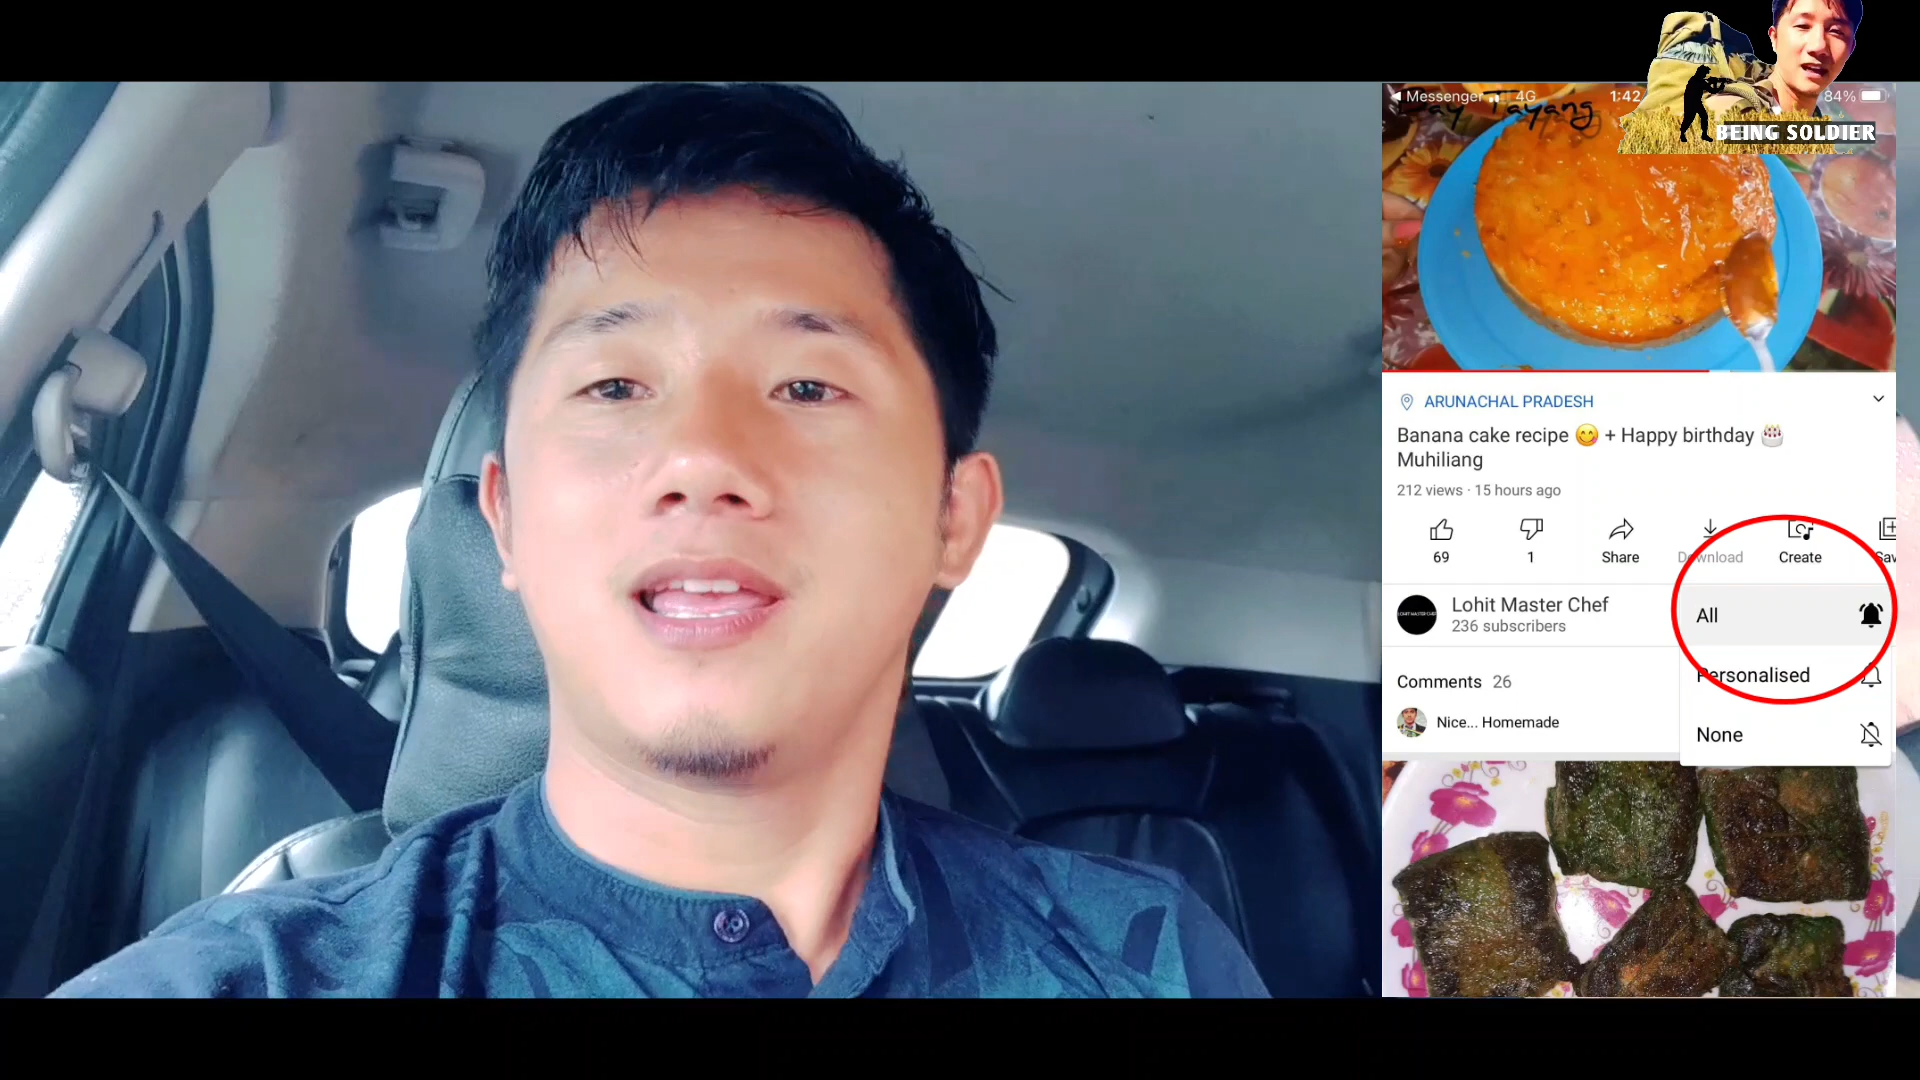 Messenger 4G 1:42 84%
Tayang
BEING SOLDIER
ARUNACHAL PRADESH
Banana cake recipe 😋 + Happy birthday 🎂
Muhiliang
212 views · 15 hours ago
69 1 Share Download Create
Lohit Master Chef
236 subscribers
All
Personalised
None
Comments 26
Nice... Homemade